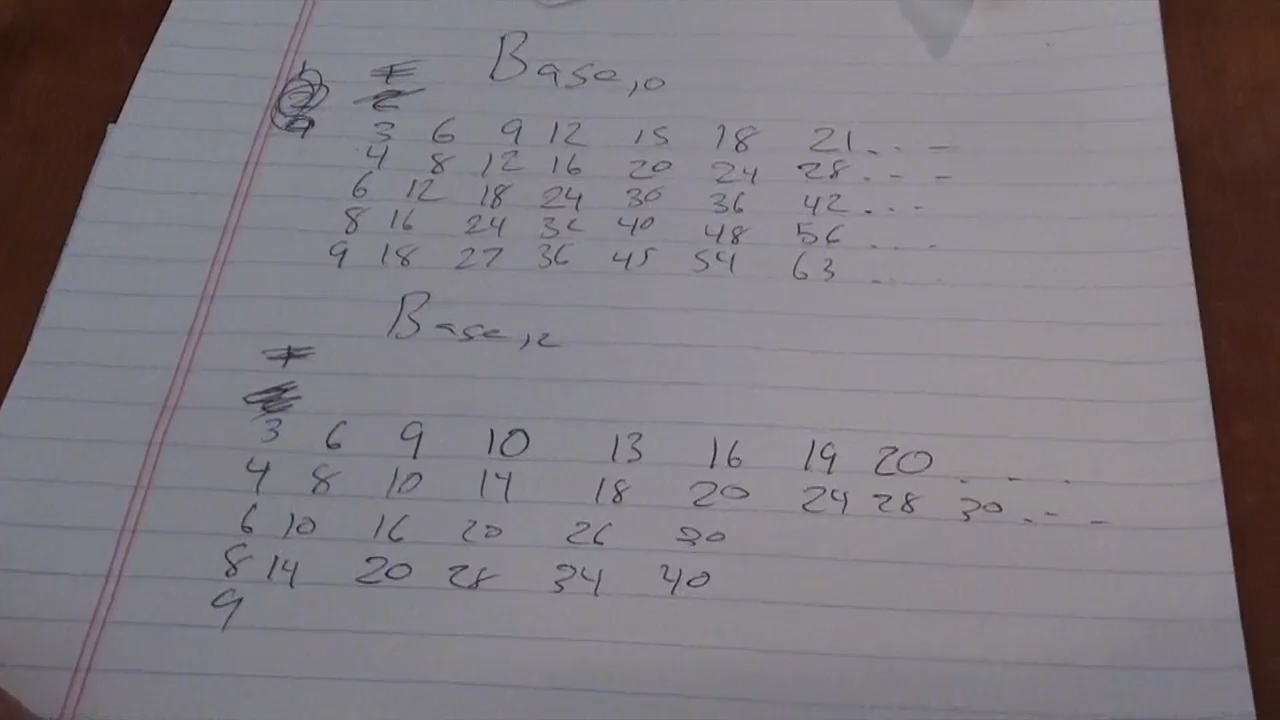 Base10
3 6 9 12 15 18 21...
4 8 12 16 20 24 28...
6 12 18 24 30 36 42...
8 16 24 32 40 48 56...
9 18 27 36 45 54 63...
Base12
3 6 9 10 13 16 19 20...
4 8 10 14 18 20 24 28 30...
6 10 16 20 26 30
8 14 20 28 34 40
9